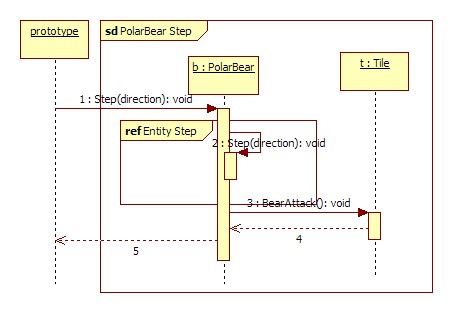 prototype
sd PolarBear Step
b : PolarBear
t : Tile
1 : Step(direction): void
ref Entity Step
2 : Step(direction): void
3 : BearAttack(): void
4
5